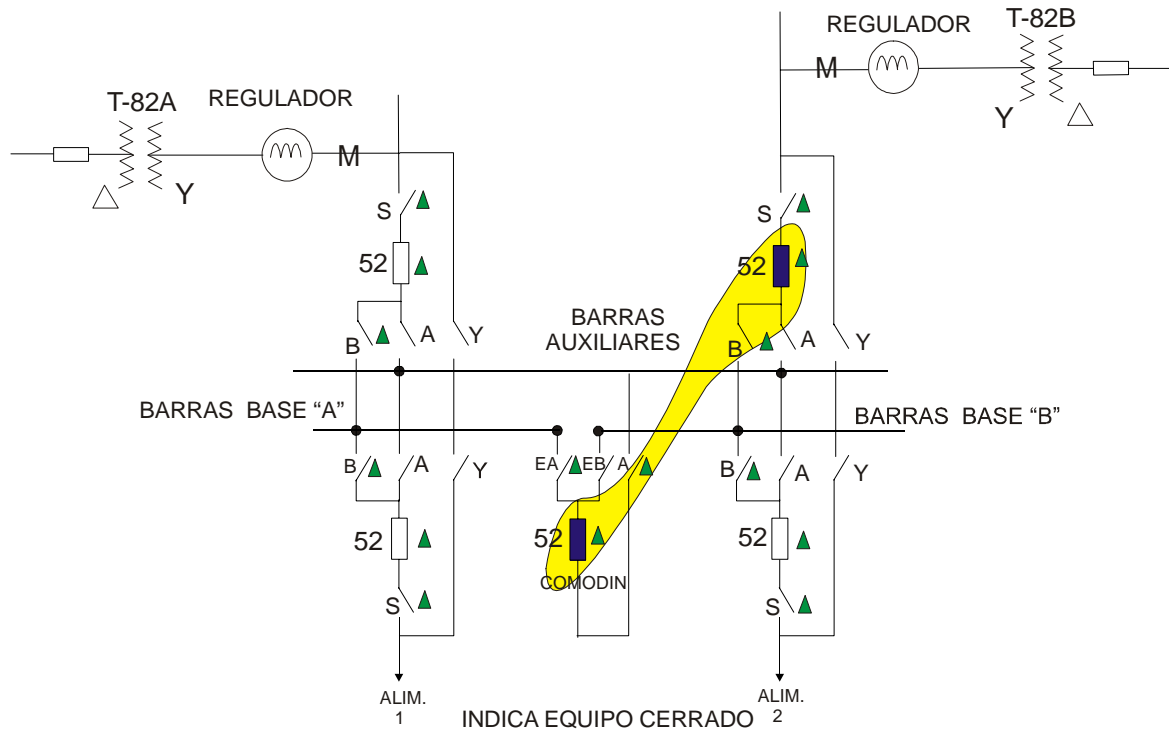 REGULADOR
T-82B
M
Y
T-82A
REGULADOR
M
Y
S
52
B
A
Y
S
52
B
A
Y
BARRAS
AUXILIARES
BARRAS BASE “A”
BARRAS BASE “B”
B
A
Y
EA
EB
A
B
A
Y
52
52
COMODIN
52
S
S
ALIM.
1
ALIM.
2
INDICA EQUIPO CERRADO